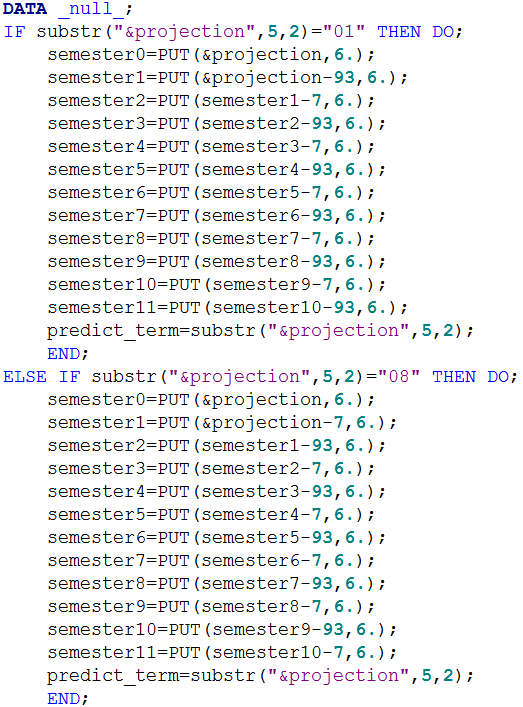 DATA _null_;
IF substr("&projection",5,2)="01" THEN DO;
    semester0=PUT(&projection,6.);
    semester1=PUT(&projection-93,6.);
    semester2=PUT(semester1-7,6.);
    semester3=PUT(semester2-93,6.);
    semester4=PUT(semester3-7,6.);
    semester5=PUT(semester4-93,6.);
    semester6=PUT(semester5-7,6.);
    semester7=PUT(semester6-93,6.);
    semester8=PUT(semester7-7,6.);
    semester9=PUT(semester8-93,6.);
    semester10=PUT(semester9-7,6.);
    semester11=PUT(semester10-93,6.);
    predict_term=substr("&projection",5,2);
    END;
ELSE IF substr("&projection",5,2)="08" THEN DO;
    semester0=PUT(&projection,6.);
    semester1=PUT(&projection-7,6.);
    semester2=PUT(semester1-93,6.);
    semester3=PUT(semester2-7,6.);
    semester4=PUT(semester3-93,6.);
    semester5=PUT(semester4-7,6.);
    semester6=PUT(semester5-93,6.);
    semester7=PUT(semester6-7,6.);
    semester8=PUT(semester7-93,6.);
    semester9=PUT(semester8-7,6.);
    semester10=PUT(semester9-93,6.);
    semester11=PUT(semester10-7,6.);
    predict_term=substr("&projection",5,2);
    END;